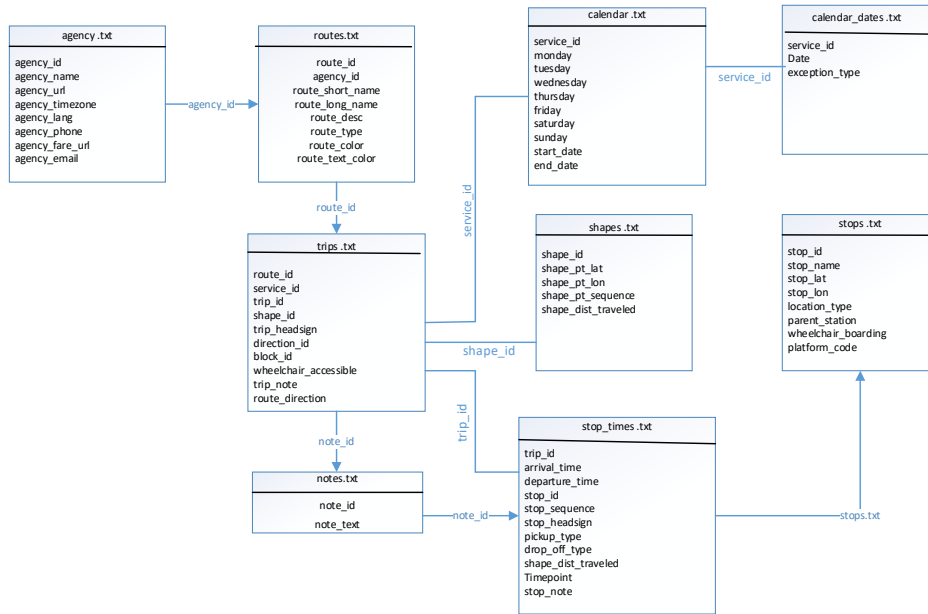 agency .txt
agency_id
agency_name
agency_url
agency_timezone
agency_lang
agency_phone
agency_fare_url
agency_email
agency_id
routes.txt
route_id
agency_id
route_short_name
route_long_name
route_desc
route_type
route_color
route_text_color
route_id
calendar .txt
service_id
monday
tuesday
wednesday
thursday
friday
saturday
sunday
start_date
end_date
service_id
calendar_dates .txt
service_id
Date
exception_type
service_id
trips .txt
route_id
service_id
trip_id
shape_id
trip_headsign
direction_id
block_id
wheelchair_accessible
trip_note
route_direction
shapes .txt
shape_id
shape_pt_lat
shape_pt_lon
shape_pt_sequence
shape_dist_traveled
shape_id
stops .txt
stop_id
stop_name
stop_lat
stop_lon
location_type
parent_station
wheelchair_boarding
platform_code
trip_id
note_id
notes.txt
note_id
note_text
note_id
stop_times .txt
trip_id
arrival_time
departure_time
stop_id
stop_sequence
stop_headsign
pickup_type
drop_off_type
shape_dist_traveled
Timepoint
stop_note
stops.txt